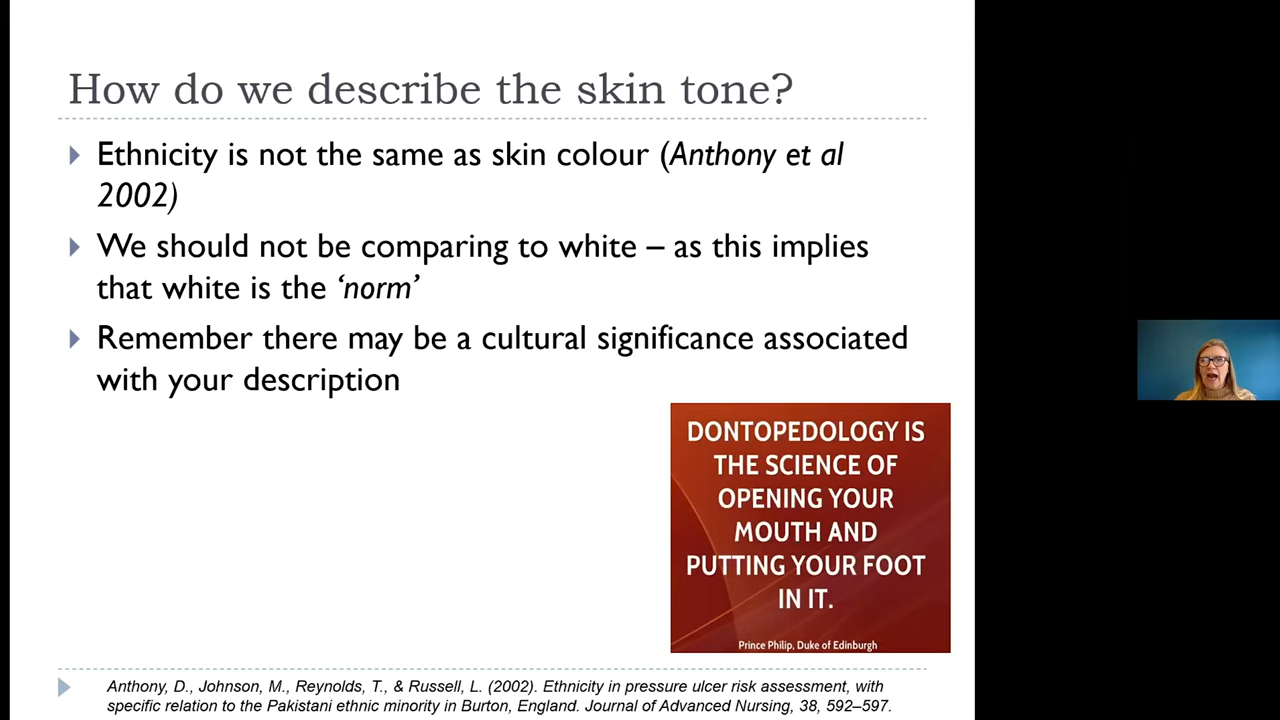 How do we describe the skin tone?
Ethnicity is not the same as skin colour (Anthony et al
2002)
We should not be comparing to white – as this implies
that white is the ‘norm’
Remember there may be a cultural significance associated
with your description
DONTOPEDOLOGY IS
THE SCIENCE OF
OPENING YOUR
MOUTH AND
PUTTING YOUR FOOT
IN IT.
Prince Philip, Duke of Edinburgh
Anthony, D., Johnson, M., Reynolds, T., & Russell, L. (2002). Ethnicity in pressure ulcer risk assessment, with
specific relation to the Pakistani ethnic minority in Burton, England. Journal of Advanced Nursing, 38, 592–597.